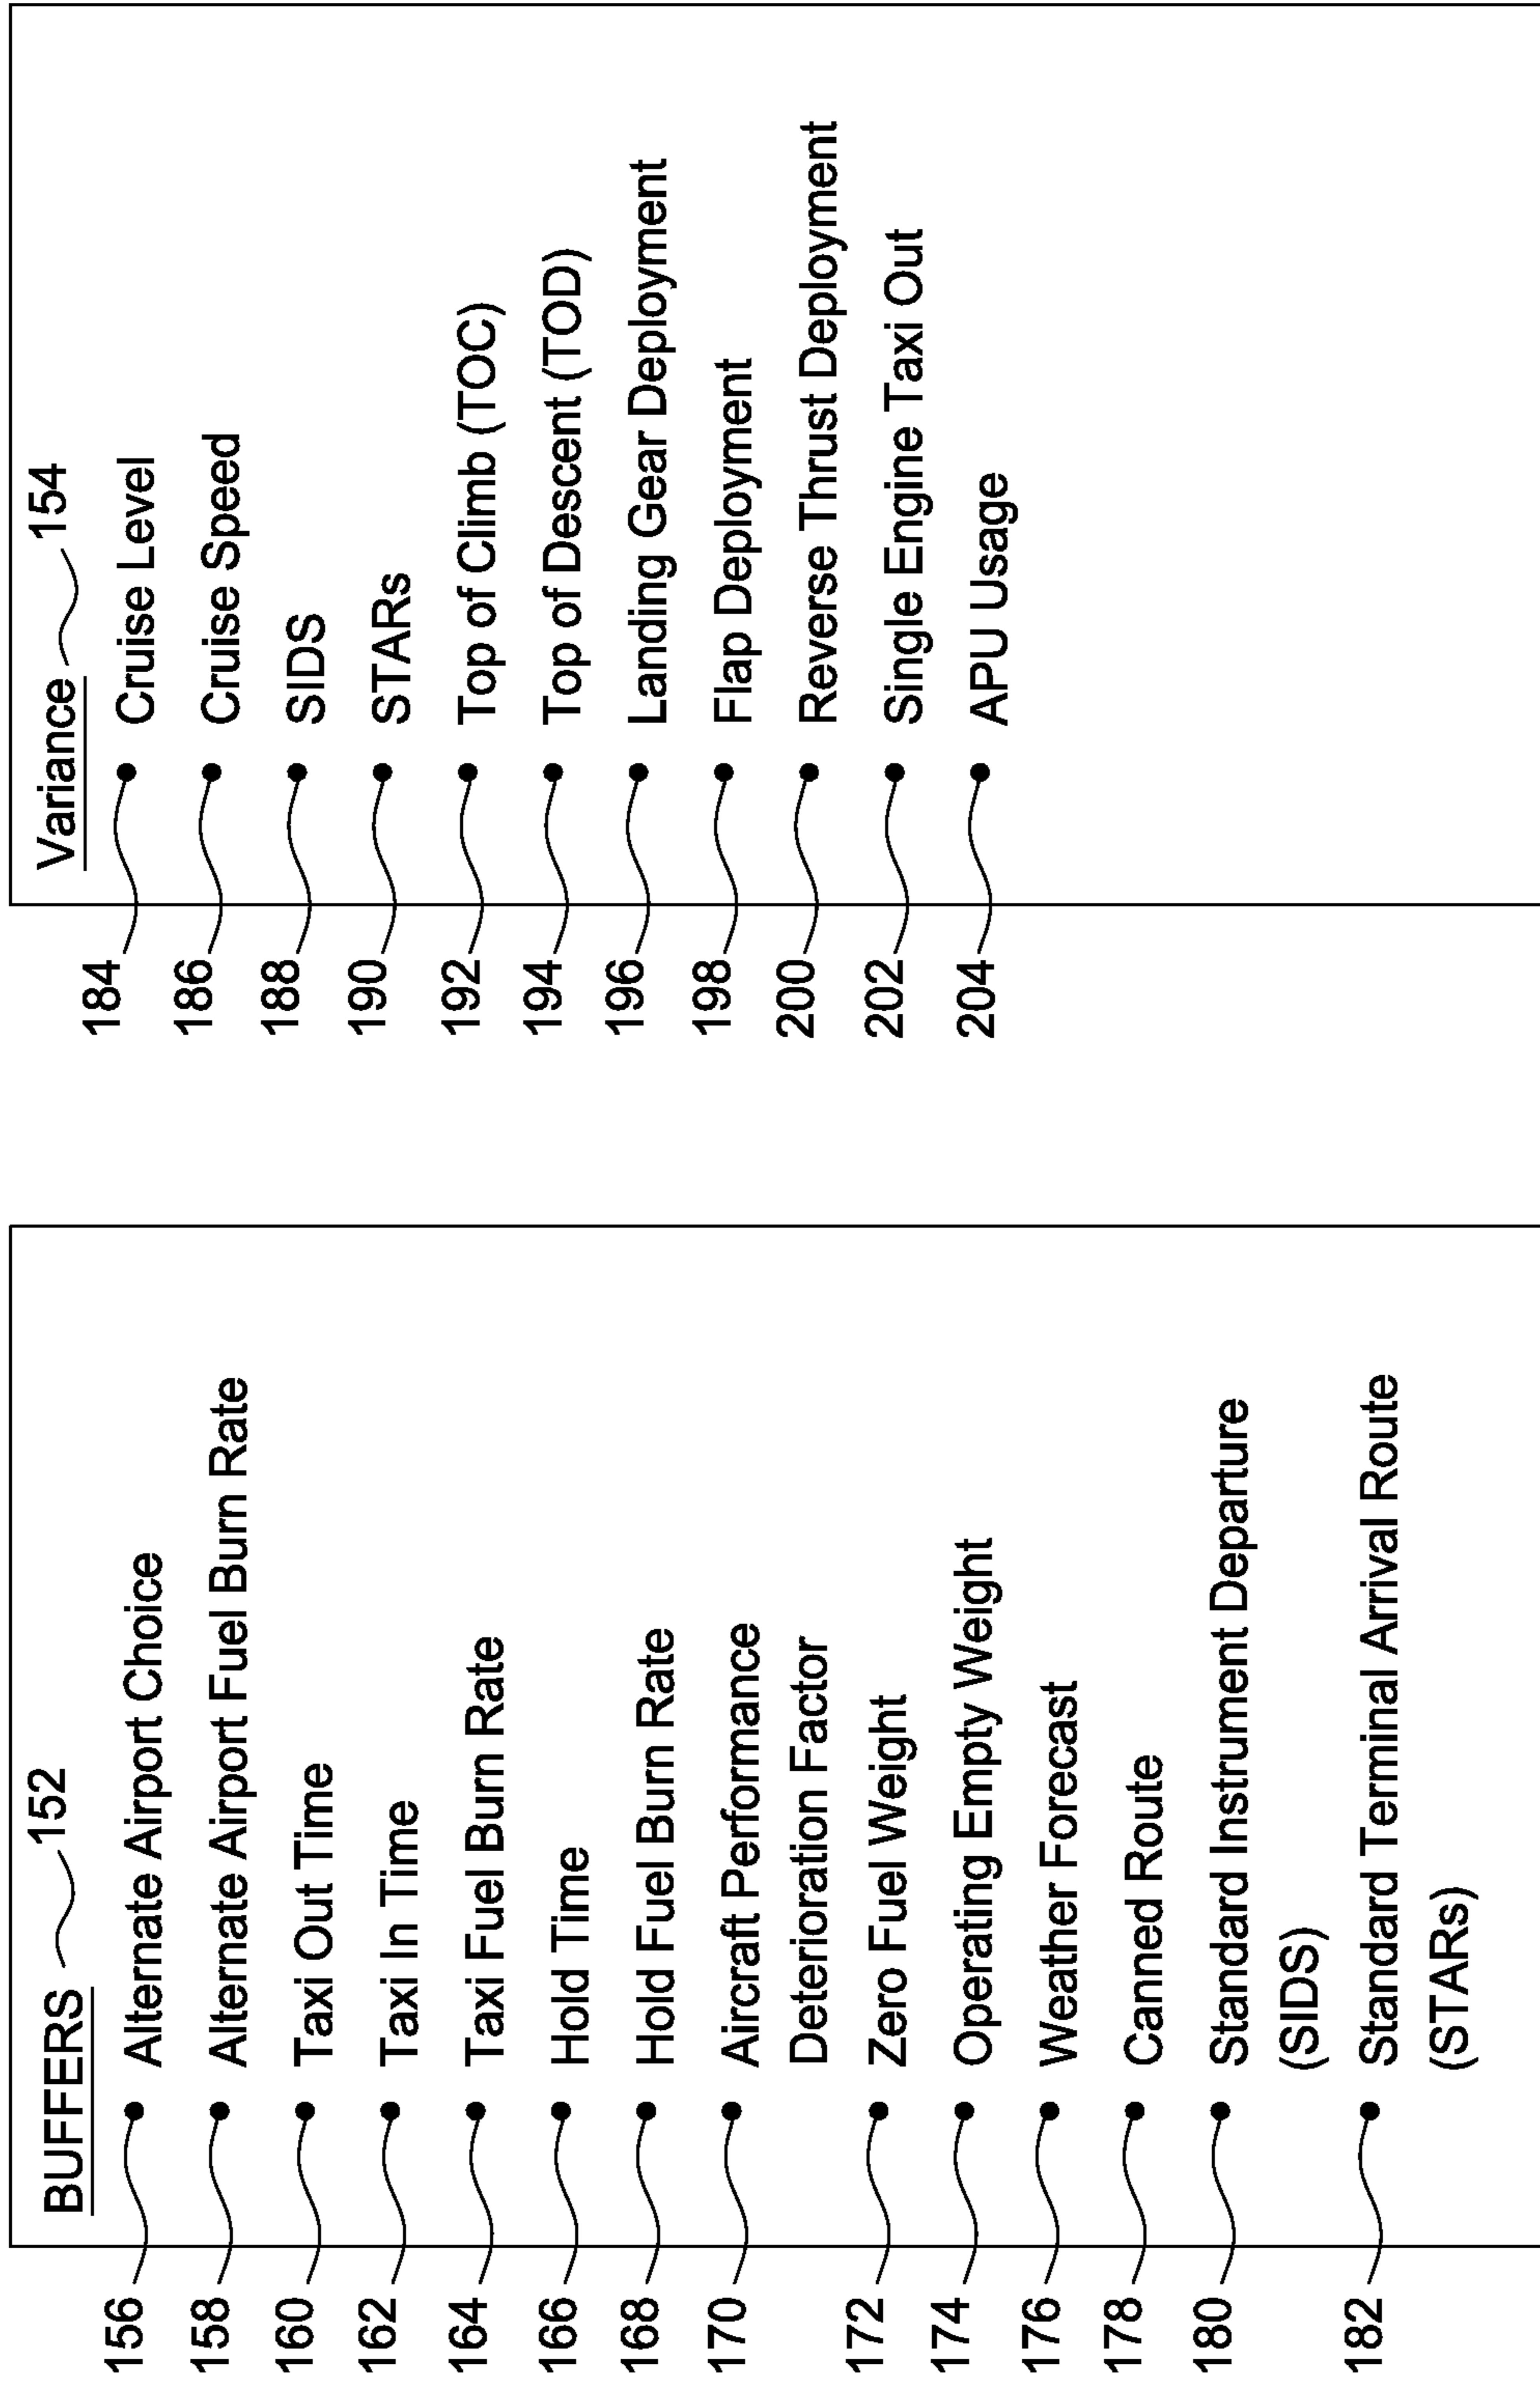 BUFFERS 152
156 Alternate Airport Choice
158 Alternate Airport Fuel Burn Rate
160 Taxi Out Time
162 Taxi In Time
164 Taxi Fuel Burn Rate
166 Hold Time
168 Hold Fuel Burn Rate
170 Aircraft Performance
Deterioration Factor
172 Zero Fuel Weight
174 Operating Empty Weight
176 Weather Forecast
178 Canned Route
180 Standard Instrument Departure
(SIDS)
182 Standard Terminal Arrival Route
(STARs)
Variance 154
184 Cruise Level
186 Cruise Speed
188 SIDS
190 STARs
192 Top of Climb (TOC)
194 Top of Descent (TOD)
196 Landing Gear Deployment
198 Flap Deployment
200 Reverse Thrust Deployment
202 Single Engine Taxi Out
204 APU Usage